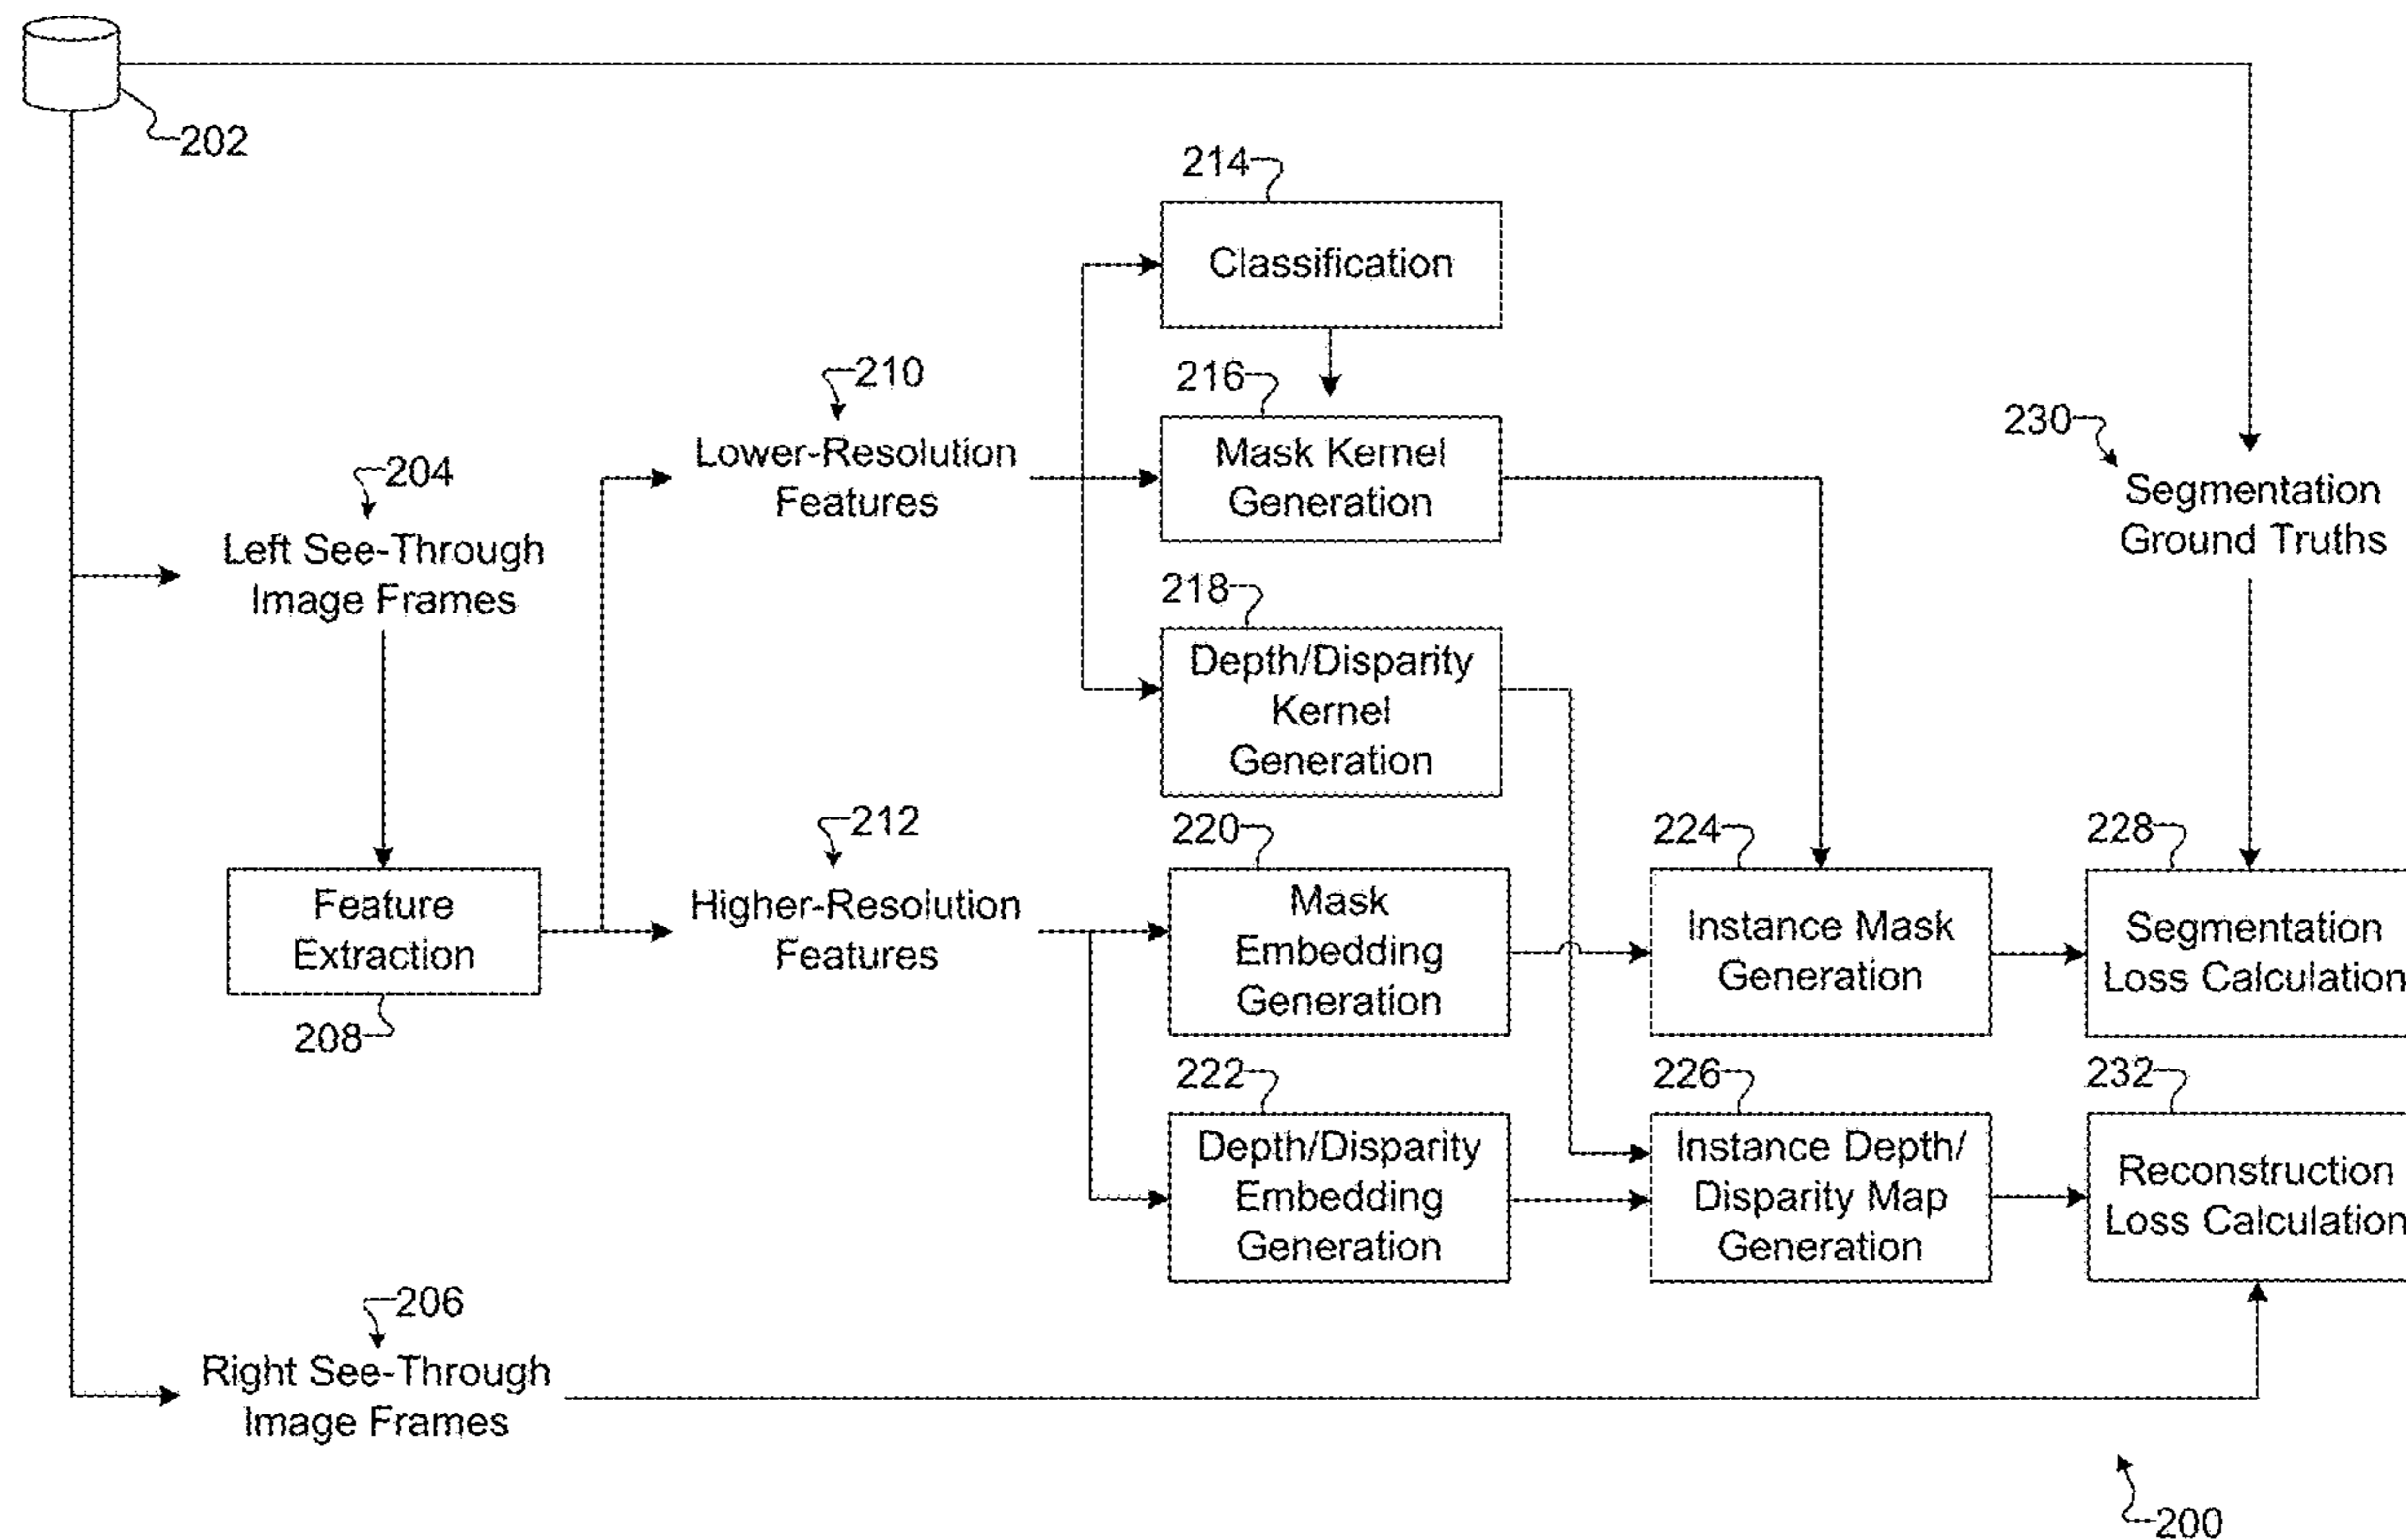 202
214
Classification
210
216
Lower-Resolution
Features
Mask Kernel
Generation
230
Segmentation
Ground Truths
204
Left See-Through
Image Frames
218
Depth/Disparity
Kernel
Generation
212
220
224
228
Feature
Extraction
208
Higher-Resolution
Features
Mask
Embedding
Generation
Instance Mask
Generation
Segmentation
Loss Calculation
222
226
232
Depth/Disparity
Embedding
Generation
Instance Depth/
Disparity Map
Generation
Reconstruction
Loss Calculation
206
Right See-Through
Image Frames
200